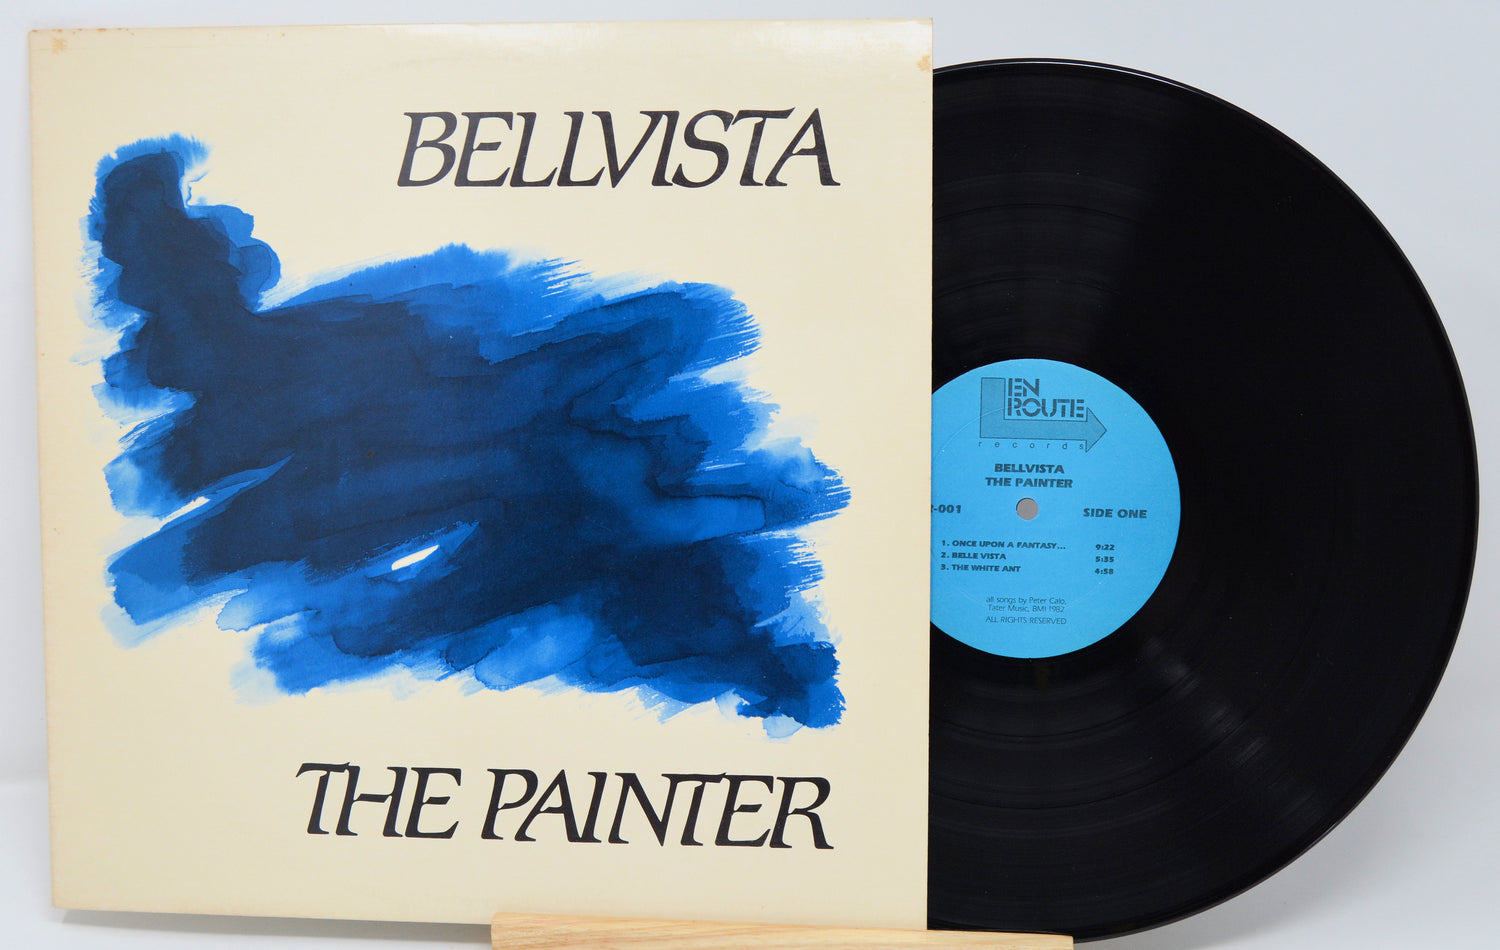 BELLVISTA
THE PAINTER
EN
ROUTE
records
BELLVISTA
THE PAINTER
-001
SIDE ONE
1. ONCE UPON A FANTASY... 9:22
2. BELLE VISTA 5:35
3. THE WHITE ANT 4:58
all songs by Peter Calo,
Tater Music, BMI 1982
ALL RIGHTS RESERVED